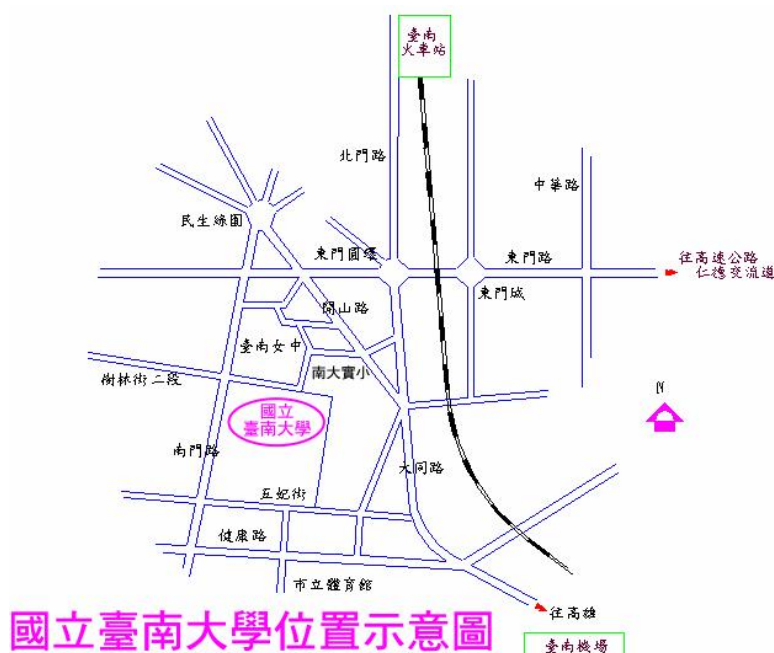 臺南
火車站
北門路
中華路
民生綠園
東門圓環
東門路
往高速公路
仁德交流道
東門城
開山路
臺南女中
南大實小
樹林街二段
N
國立
臺南大學
南門路
大同路
五妃街
健康路
市立體育館
往高雄
國立臺南大學位置示意圖
臺南機場